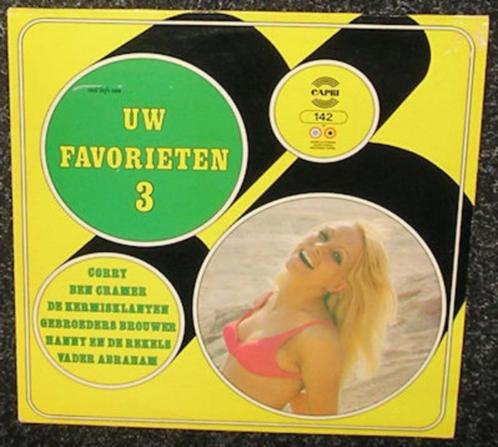 UW
FAVORIETEN
3
CAPRI
142
CORRY
BEN CRAMER
DE KERMISKLANTEN
GEBROEDERS BROUWER
HANNY EN DE REKELS
VADER ABRAHAM